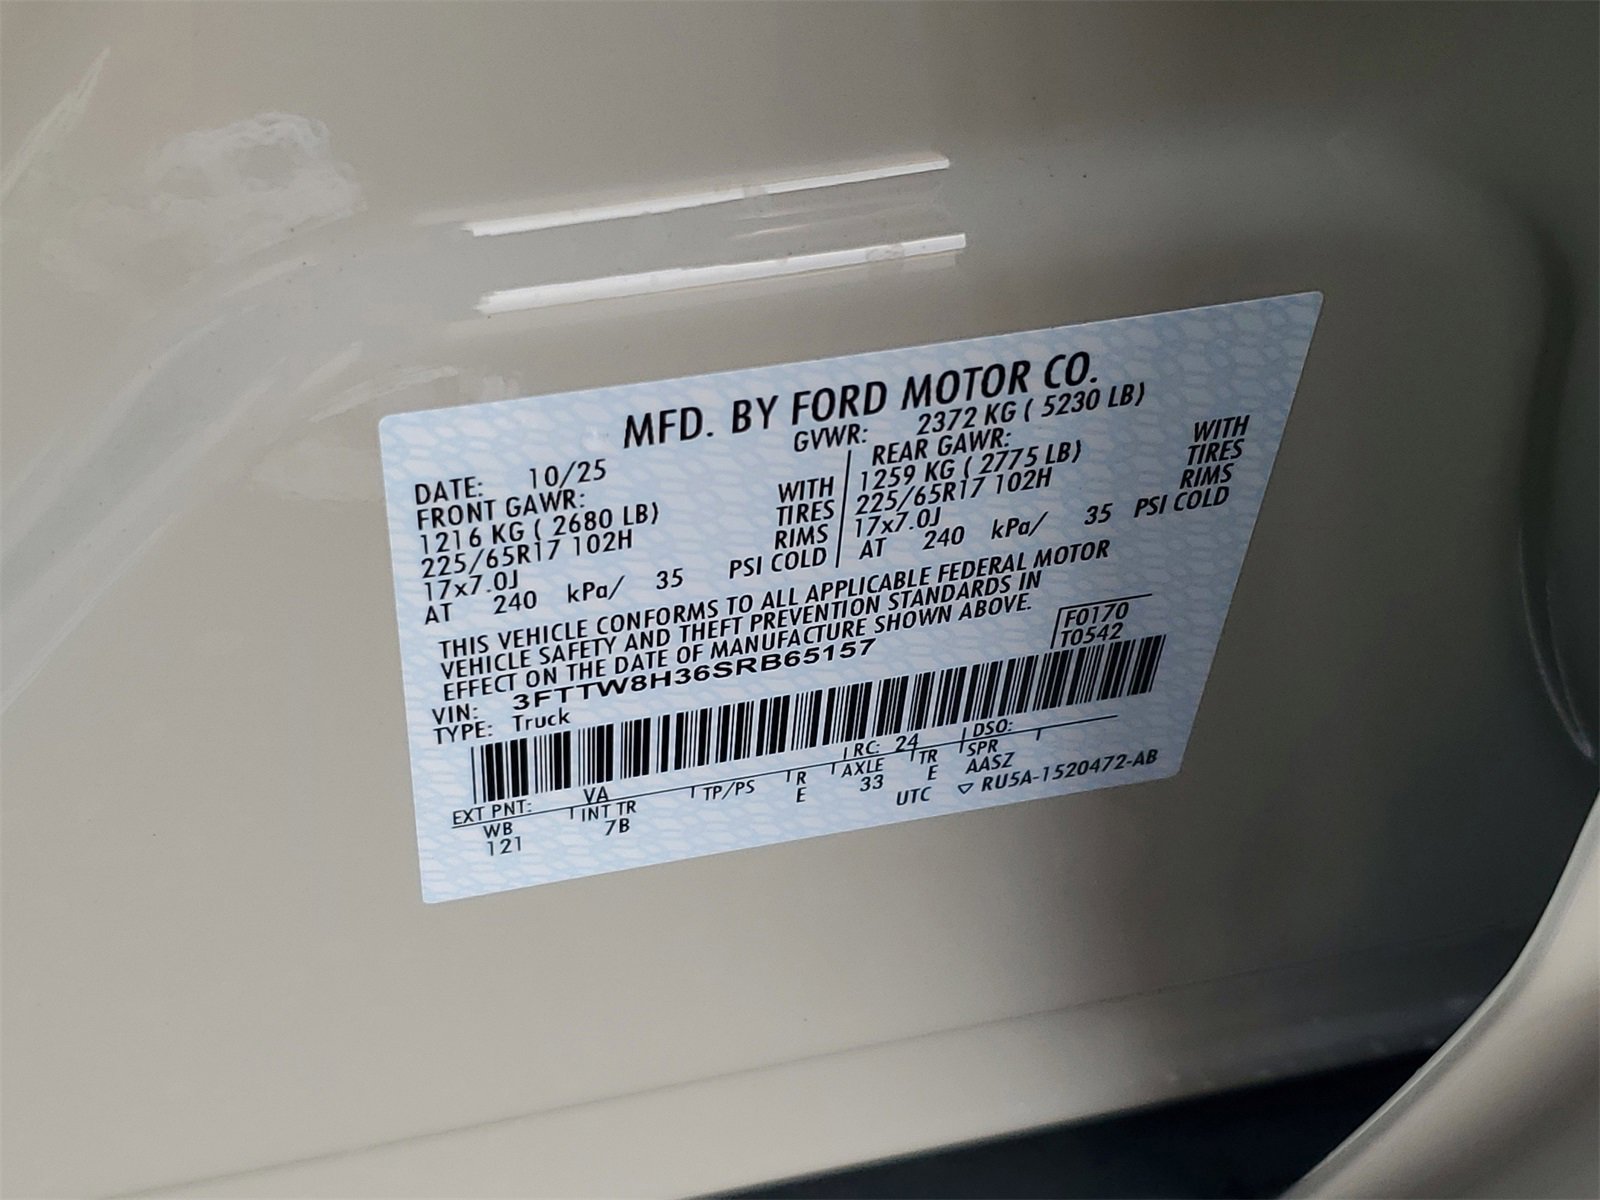 MFD. BY FORD MOTOR CO.
DATE: 10/25 GVWR: 2372 KG ( 5230 LB)
FRONT GAWR: REAR GAWR:
1216 KG ( 2680 LB) WITH 1259 KG ( 2775 LB) WITH
225/65R17 102H TIRES 225/65R17 102H TIRES
17x7.0J RIMS 17x7.0J RIMS
AT 240 kPa/ 35 PSI COLD AT 240 kPa/ 35 PSI COLD
THIS VEHICLE CONFORMS TO ALL APPLICABLE FEDERAL MOTOR
VEHICLE SAFETY AND THEFT PREVENTION STANDARDS IN
EFFECT ON THE DATE OF MANUFACTURE SHOWN ABOVE.
VIN: 3FTTW8H36SRB65157 F0170
TYPE: Truck T0542
EXT PNT: VA RC: 24 DSO:
WB INT TR TP/PS R AXLE TR SPR
121 7B E 33 E AASZ
UTC ▽ RU5A-1520472-AB